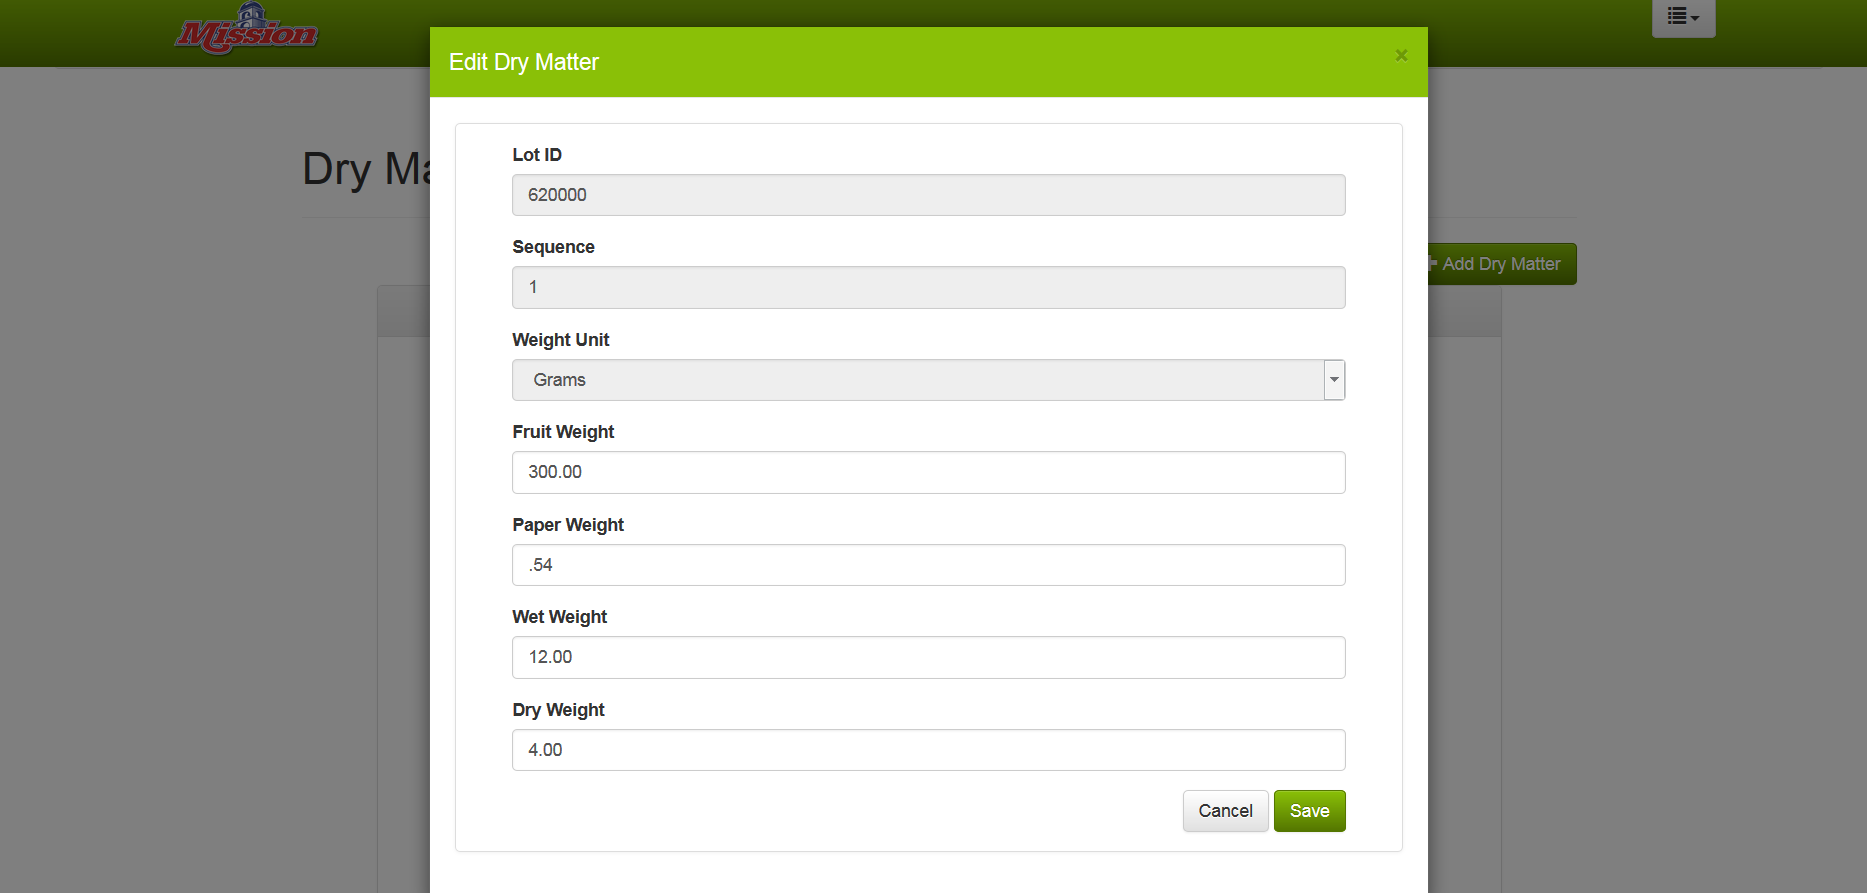 Mission
Edit Dry Matter
×
Dry Ma
Add Dry Matter
Lot ID
620000
Sequence
1
Weight Unit
Grams
Fruit Weight
300.00
Paper Weight
.54
Wet Weight
12.00
Dry Weight
4.00
Cancel Save